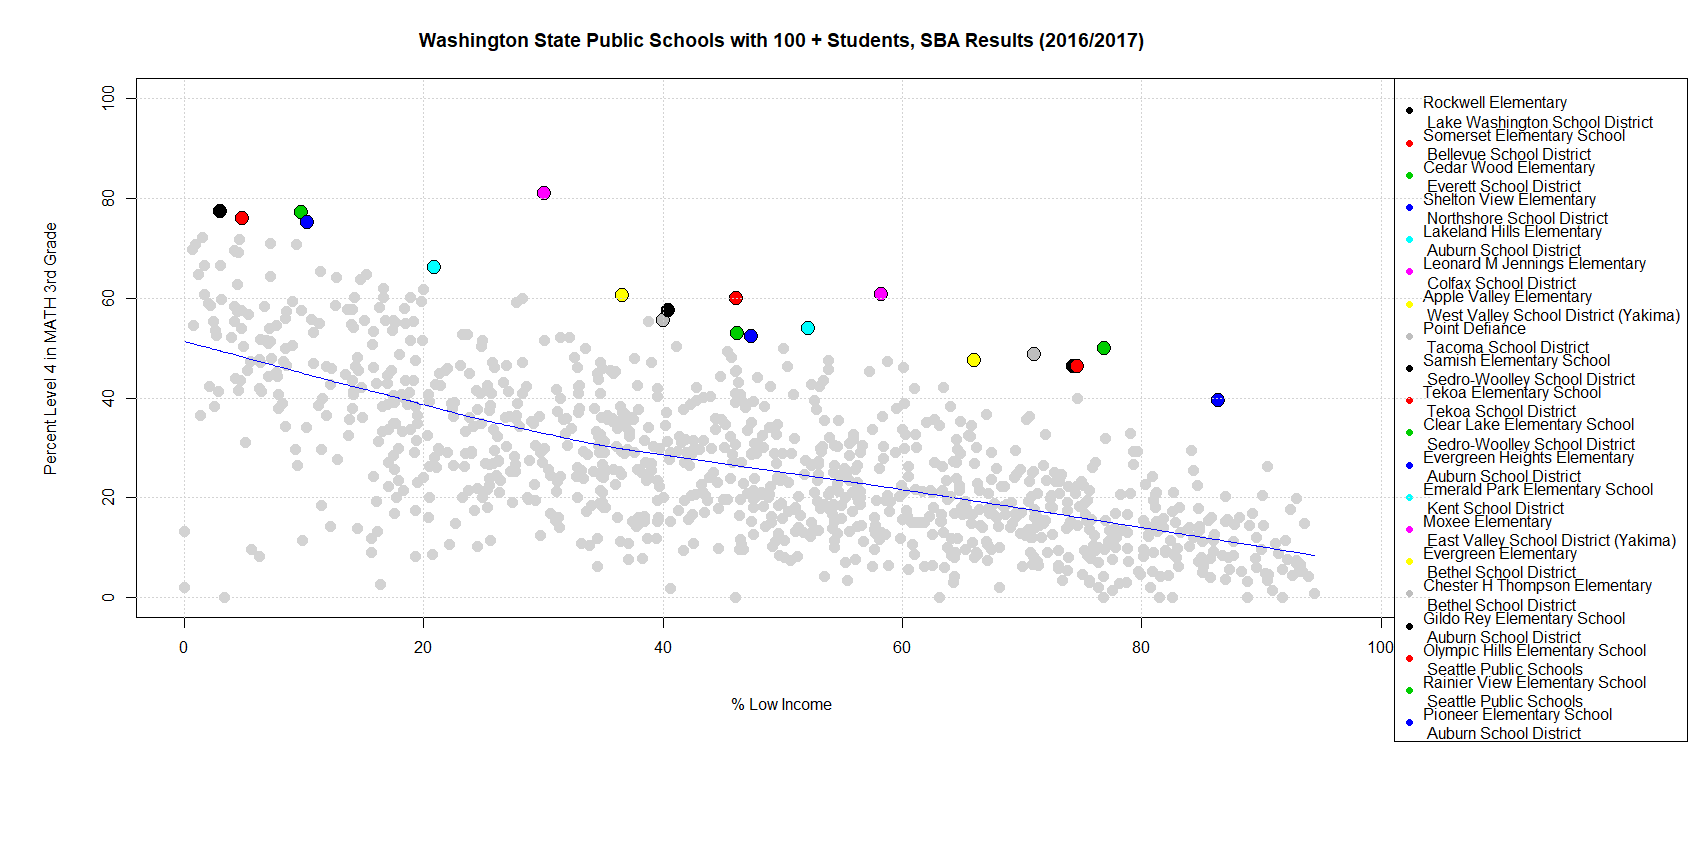 Washington State Public Schools with 100 + Students, SBA Results (2016/2017)
Percent Level 4 in MATH 3rd Grade
100
80
60
40
20
0
0
20
40
60
80
100
% Low Income
Rockwell Elementary
Lake Washington School District
Somerset Elementary School
Bellevue School District
Cedar Wood Elementary
Everett School District
Shelton View Elementary
Northshore School District
Lakeland Hills Elementary
Auburn School District
Leonard M Jennings Elementary
Colfax School District
Apple Valley Elementary
West Valley School District (Yakima)
Point Defiance
Tacoma School District
Samish Elementary School
Sedro-Woolley School District
Tekoa Elementary School
Tekoa School District
Clear Lake Elementary School
Sedro-Woolley School District
Evergreen Heights Elementary
Auburn School District
Emerald Park Elementary School
Kent School District
Moxee Elementary
East Valley School District (Yakima)
Evergreen Elementary
Bethel School District
Chester H Thompson Elementary
Bethel School District
Gildo Rey Elementary School
Auburn School District
Olympic Hills Elementary School
Seattle Public Schools
Rainier View Elementary School
Seattle Public Schools
Pioneer Elementary School
Auburn School District